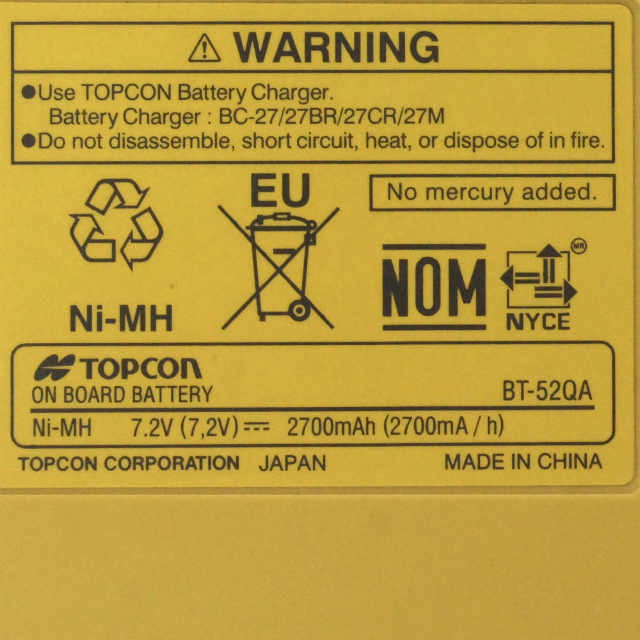 WARNING
●Use TOPCON Battery Charger.
Battery Charger : BC-27/27BR/27CR/27M
●Do not disassemble, short circuit, heat, or dispose of in fire.
EU
No mercury added.
Ni-MH
NOM
MR
NYCE
TOPCON
ON BOARD BATTERY
BT-52QA
Ni-MH 7.2V (7,2V) ⎓ 2700mAh (2700mA / h)
TOPCON CORPORATION JAPAN MADE IN CHINA